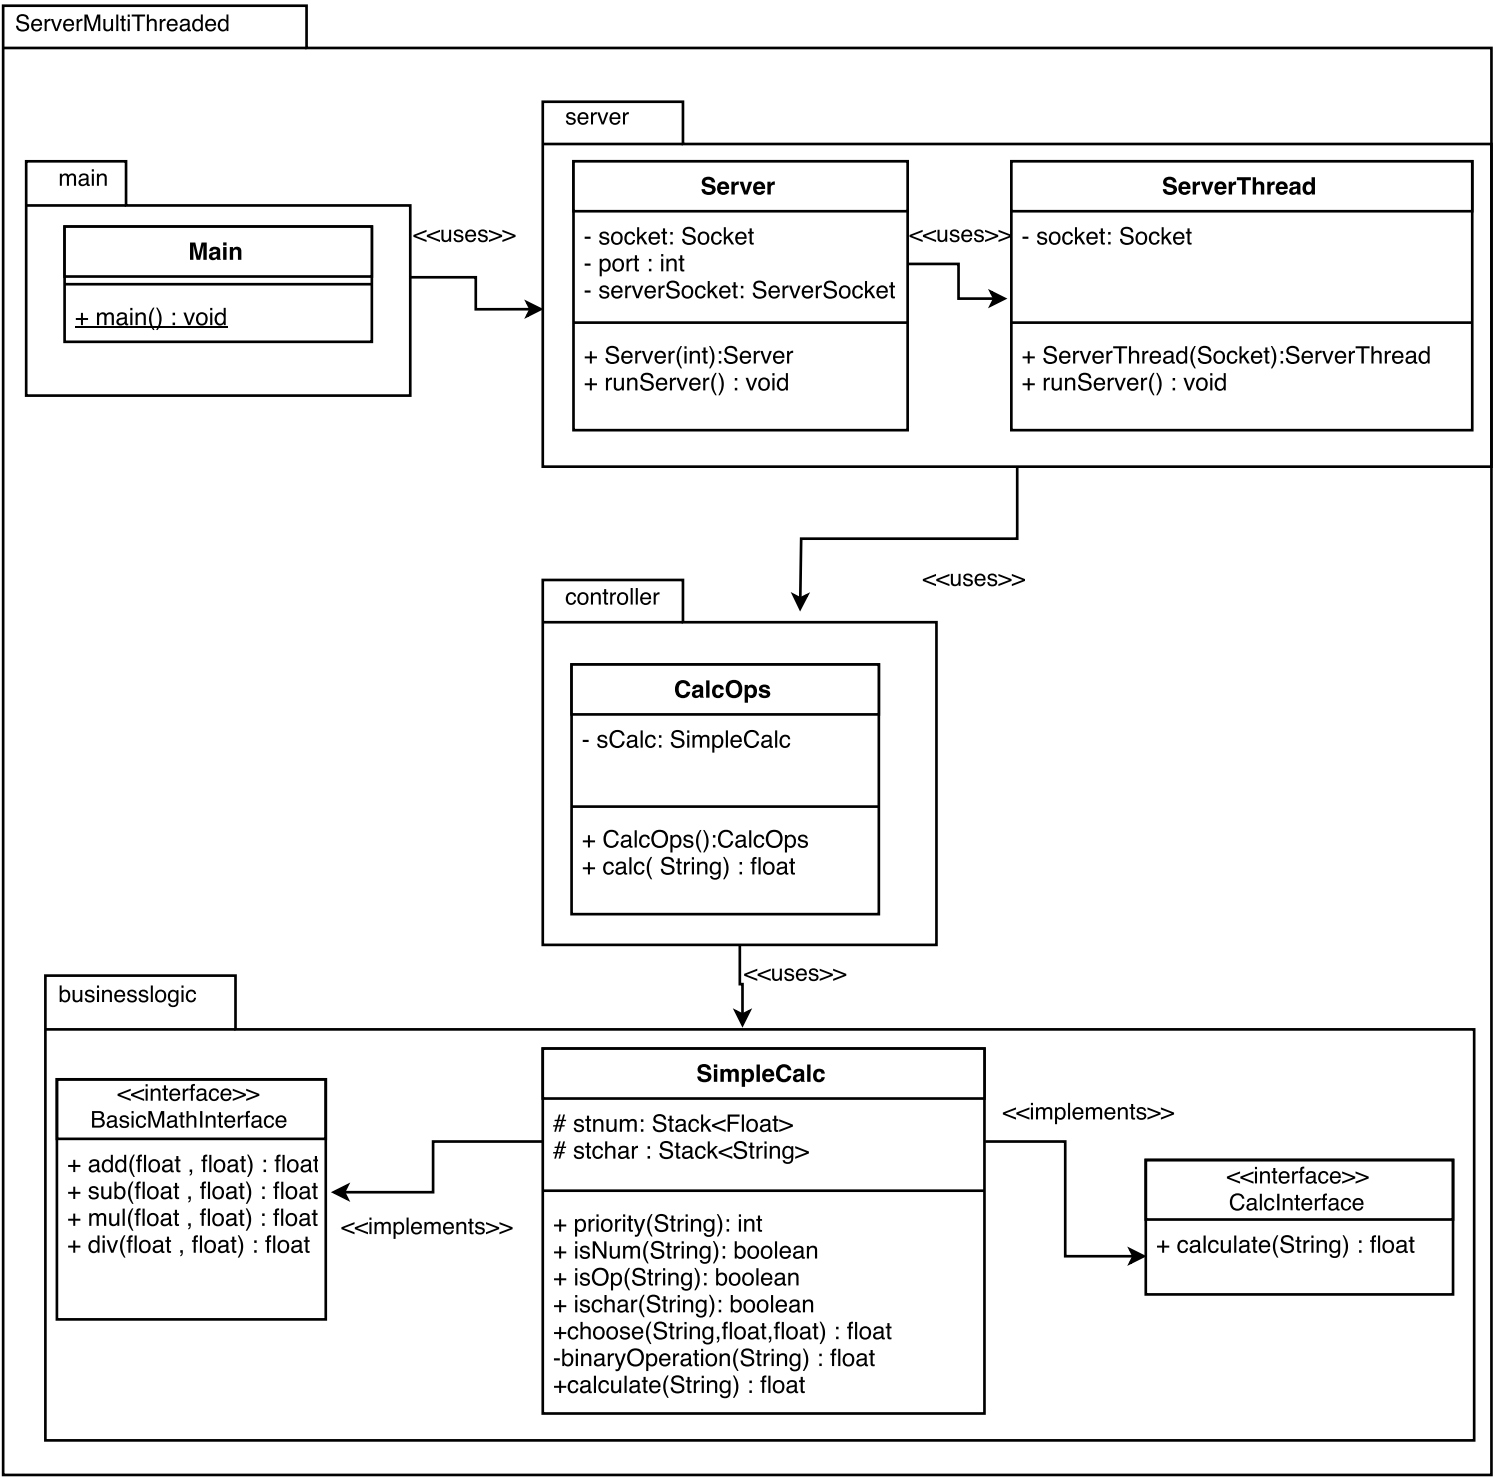 ServerMultiThreaded
server
main
Main
+ main() : void
<<uses>>
Server
- socket: Socket
- port : int
- serverSocket: ServerSocket
+ Server(int):Server
+ runServer() : void
<<uses>>
ServerThread
- socket: Socket
+ ServerThread(Socket):ServerThread
+ runServer() : void
<<uses>>
controller
CalcOps
- sCalc: SimpleCalc
+ CalcOps():CalcOps
+ calc( String) : float
<<uses>>
businesslogic
<<interface>>
BasicMathInterface
+ add(float , float) : float
+ sub(float , float) : float
+ mul(float , float) : float
+ div(float , float) : float
<<implements>>
SimpleCalc
# stnum: Stack<Float>
# stchar : Stack<String>
+ priority(String): int
+ isNum(String): boolean
+ isOp(String): boolean
+ ischar(String): boolean
+choose(String,float,float) : float
-binaryOperation(String) : float
+calculate(String) : float
<<implements>>
<<interface>>
CalcInterface
+ calculate(String) : float